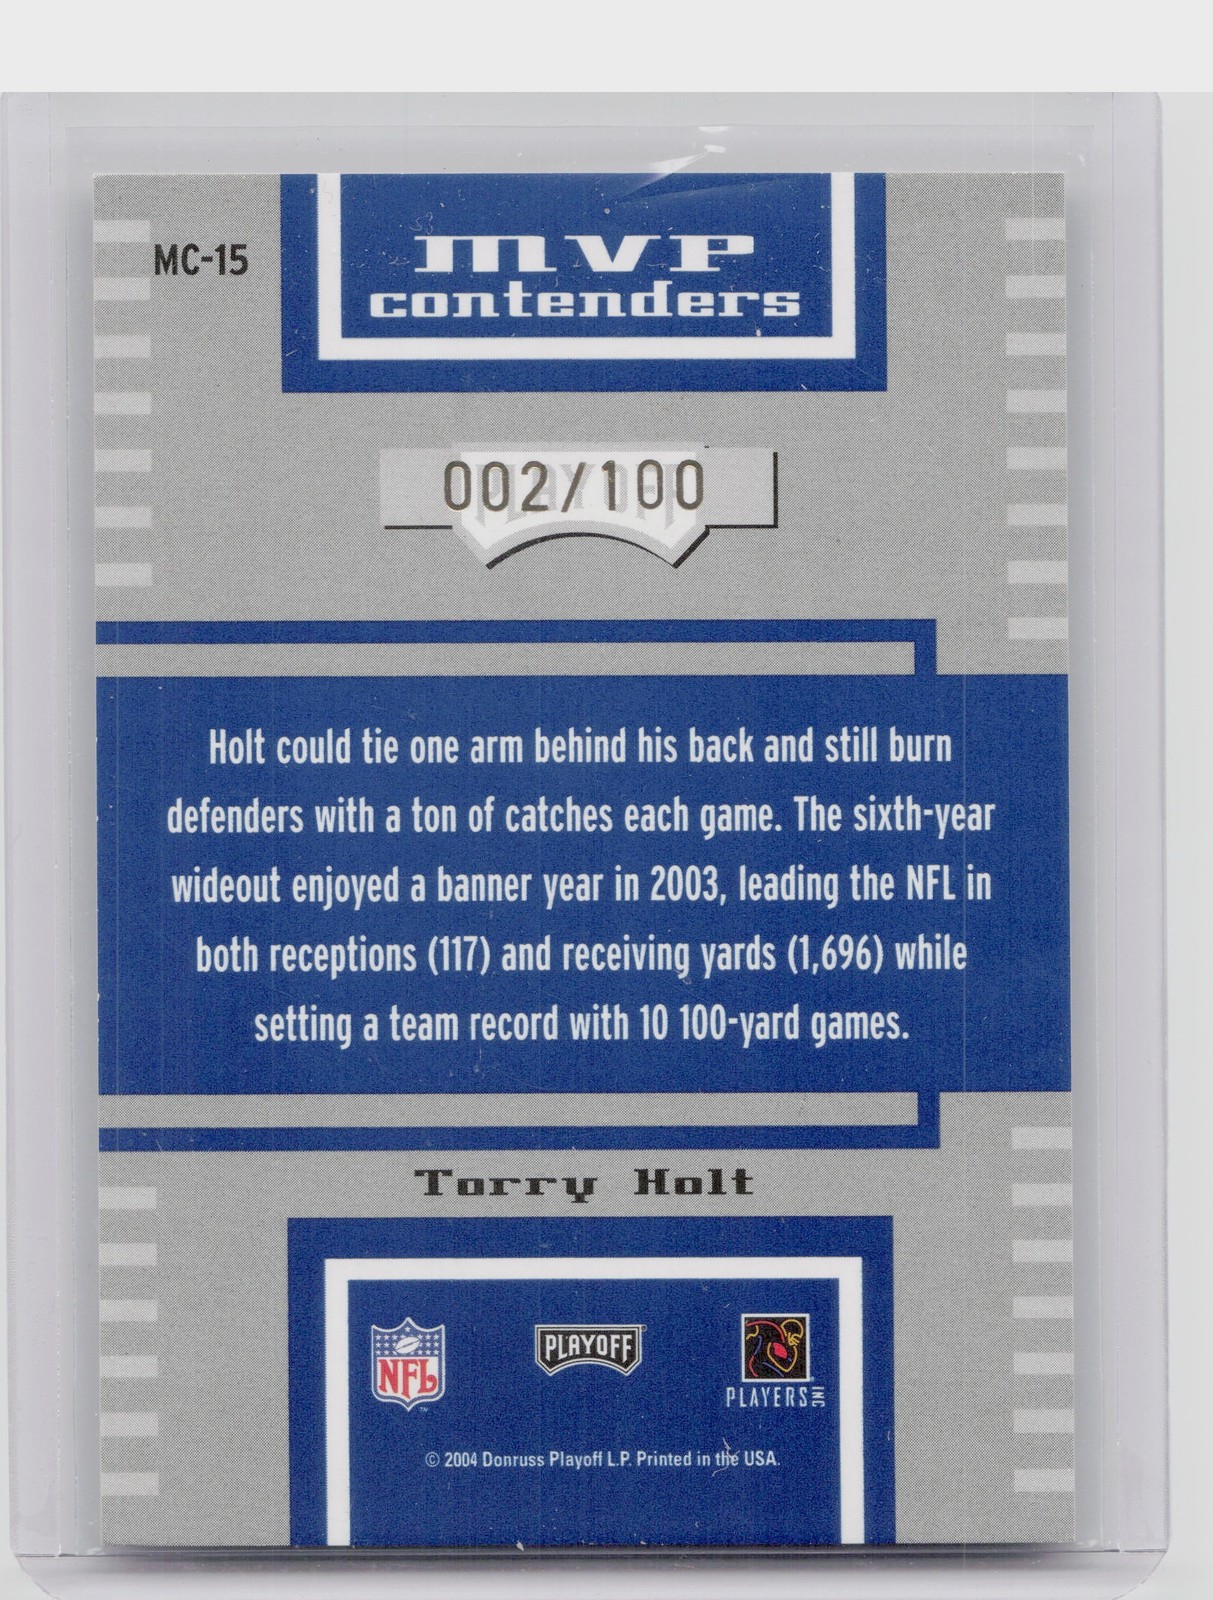 MC-15
mvp
contenders
002/100
PLAYOFF
Holt could tie one arm behind his back and still burn
defenders with a ton of catches each game. The sixth-year
wideout enjoyed a banner year in 2003, leading the NFL in
both receptions (117) and receiving yards (1,696) while
setting a team record with 10 100-yard games.
Torry Holt
NFL
TM
PLAYOFF
PLAYERS INC
© 2004 Donruss Playoff L.P. Printed in the USA.